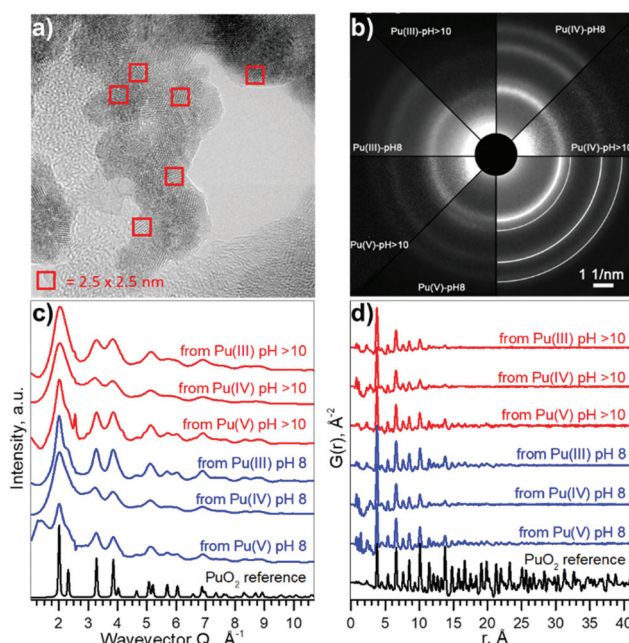 a)
= 2.5 x 2.5 nm
b)
Pu(III)-pH>10
Pu(IV)-pH8
Pu(III)-pH8
Pu(IV)-pH>10
Pu(V)-pH>10
Pu(V)-pH8
1 1/nm
c)
Intensity, a.u.
from Pu(III) pH >10
from Pu(IV) pH >10
from Pu(V) pH >10
from Pu(III) pH 8
from Pu(IV) pH 8
from Pu(V) pH 8
PuO₂ reference
2 3 4 5 6 7 8 9 10
Wavevector Q, Å⁻¹
d)
G(r), Å⁻²
from Pu(III) pH >10
from Pu(IV) pH >10
from Pu(V) pH >10
from Pu(III) pH 8
from Pu(IV) pH 8
from Pu(V) pH 8
PuO₂ reference
0 5 10 15 20 25 30 35 40
r, Å